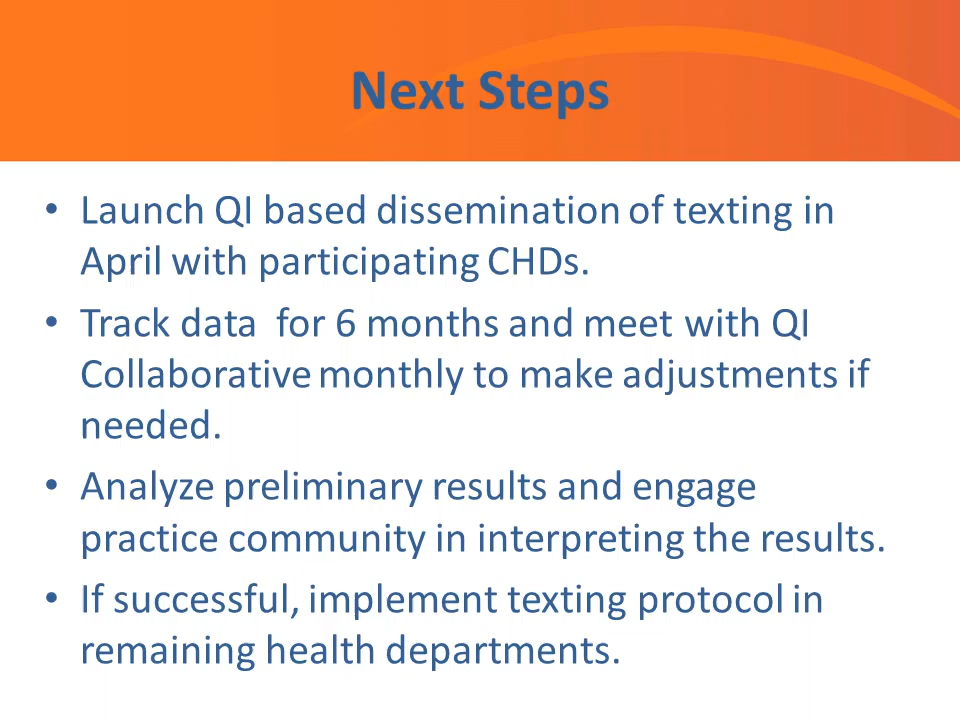 Next Steps
• Launch QI based dissemination of texting in
April with participating CHDs.
• Track data  for 6 months and meet with QI
Collaborative monthly to make adjustments if
needed.
• Analyze preliminary results and engage
practice community in interpreting the results.
• If successful, implement texting protocol in
remaining health departments.